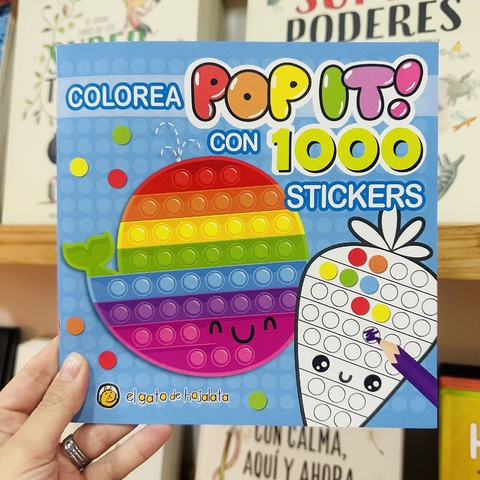 PODERES
COLOREA POP IT!
CON 1000
STICKERS
el gato de hojalata
CON CALMA,
AQUÍ Y AHORA